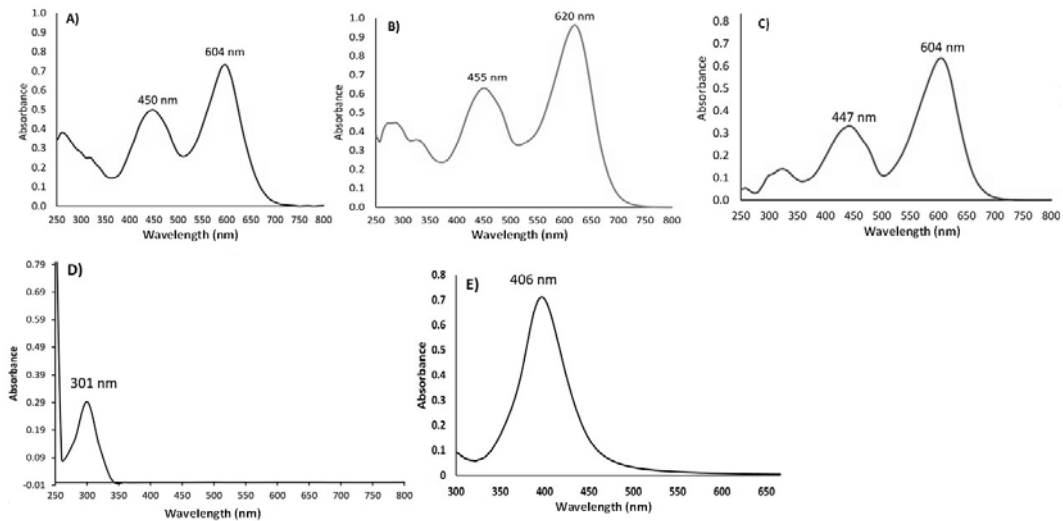 A)
604 nm
450 nm
Absorbance
1.0
0.9
0.8
0.7
0.6
0.5
0.4
0.3
0.2
0.1
0.0
250 300 350 400 450 500 550 600 650 700 750 800
Wavelength (nm)
B)
620 nm
455 nm
Absorbance
1.0
0.9
0.8
0.7
0.6
0.5
0.4
0.3
0.2
0.1
0.0
250 300 350 400 450 500 550 600 650 700 750 800
Wavelength (nm)
C)
604 nm
447 nm
Absorbance
0.8
0.7
0.6
0.5
0.4
0.3
0.2
0.1
0
250 300 350 400 450 500 550 600 650 700 750 800
Wavelength (nm)
D)
301 nm
Absorbance
0.79
0.69
0.59
0.49
0.39
0.29
0.19
0.09
-0.01
250 300 350 400 450 500 550 600 650 700 750 800
Wavelength (nm)
E)
406 nm
Absorbance
0.8
0.7
0.6
0.5
0.4
0.3
0.2
0.1
0
300 350 400 450 500 550 600 650
Wavelength (nm)